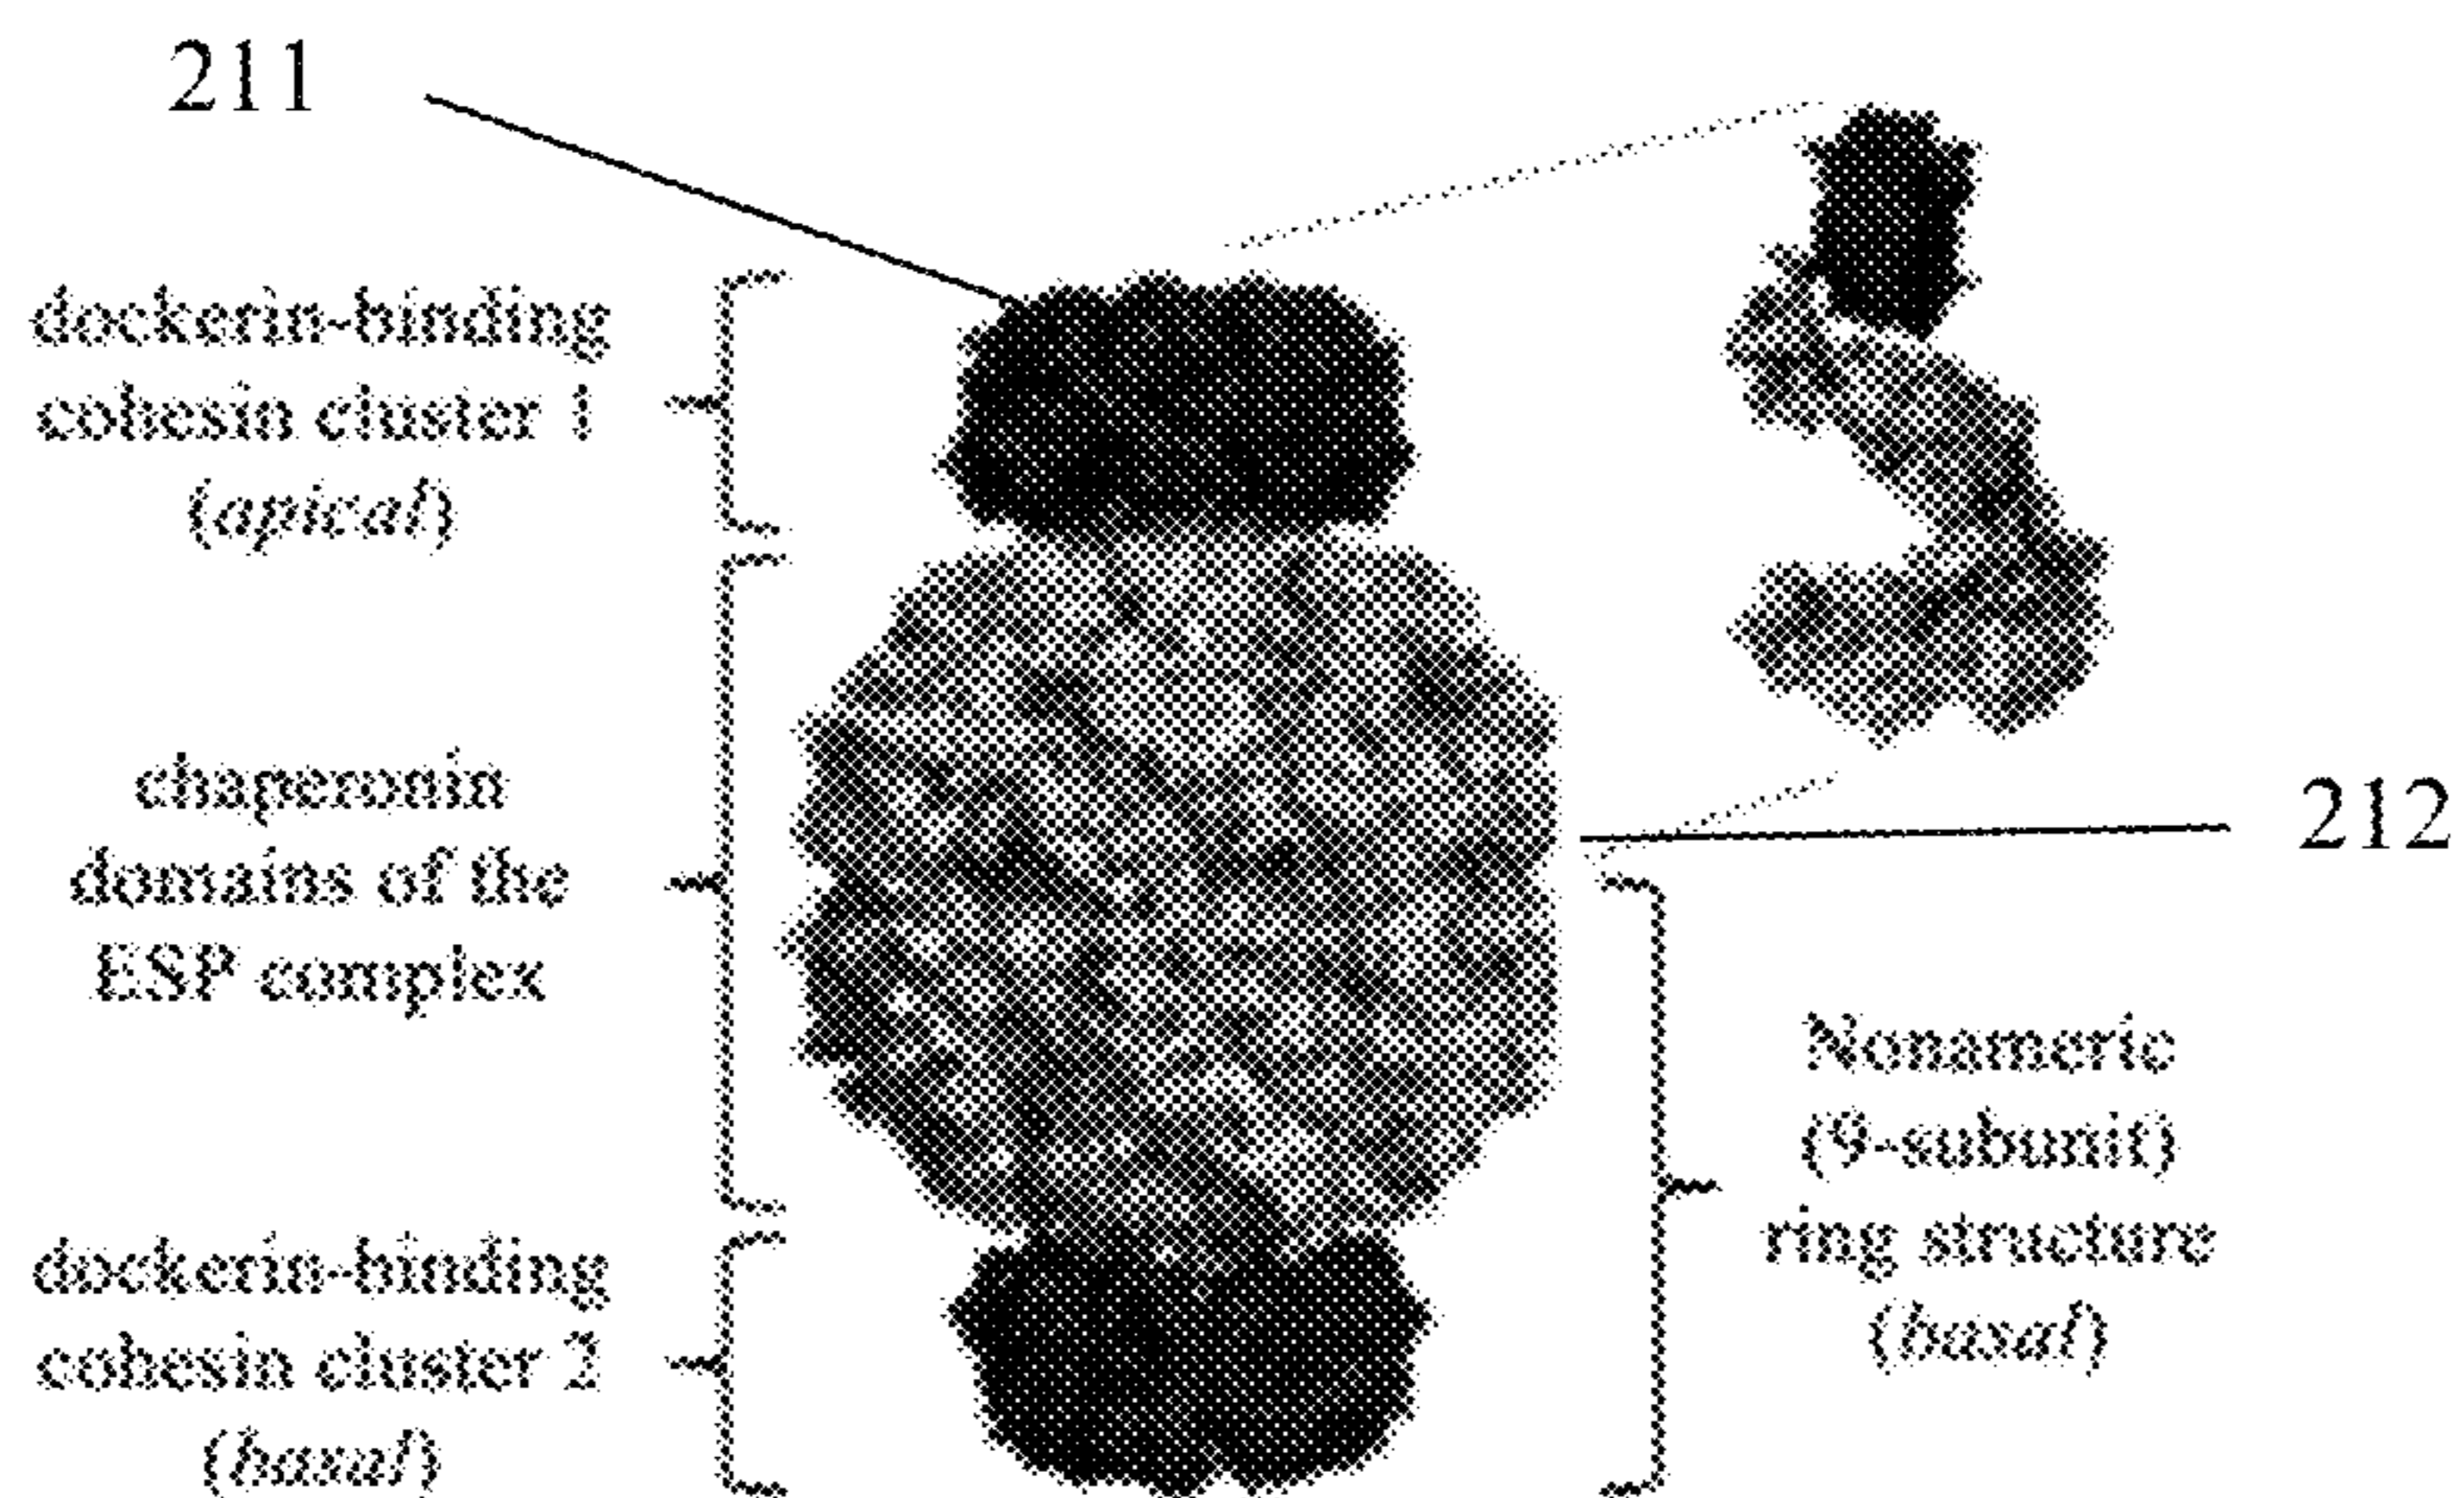 211
dockerin-binding
cohesin cluster 1
(apical)
chaperonin
domains of the
ESP complex
212
Nonameric
(9-subunit)
ring structure
(basal)
dockerin-binding
cohesin cluster 2
(basal)